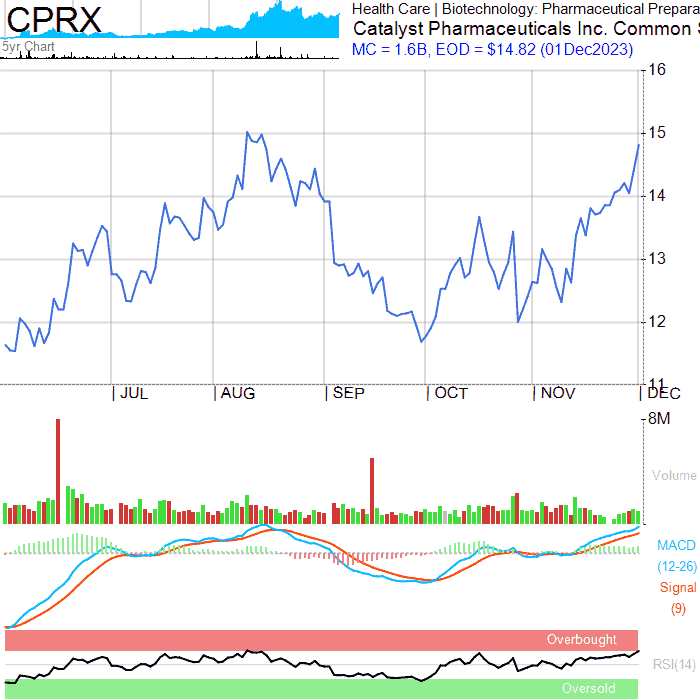 CPRX
5yr Chart
Health Care | Biotechnology: Pharmaceutical Prepara
Catalyst Pharmaceuticals Inc. Common S
MC = 1.6B, EOD = $14.82 (01Dec2023)
16
15
14
13
12
11
| JUL | AUG | SEP | OCT | NOV | DEC
8M
Volume
MACD
(12-26)
Signal
(9)
Overbought
RSI(14)
Oversold